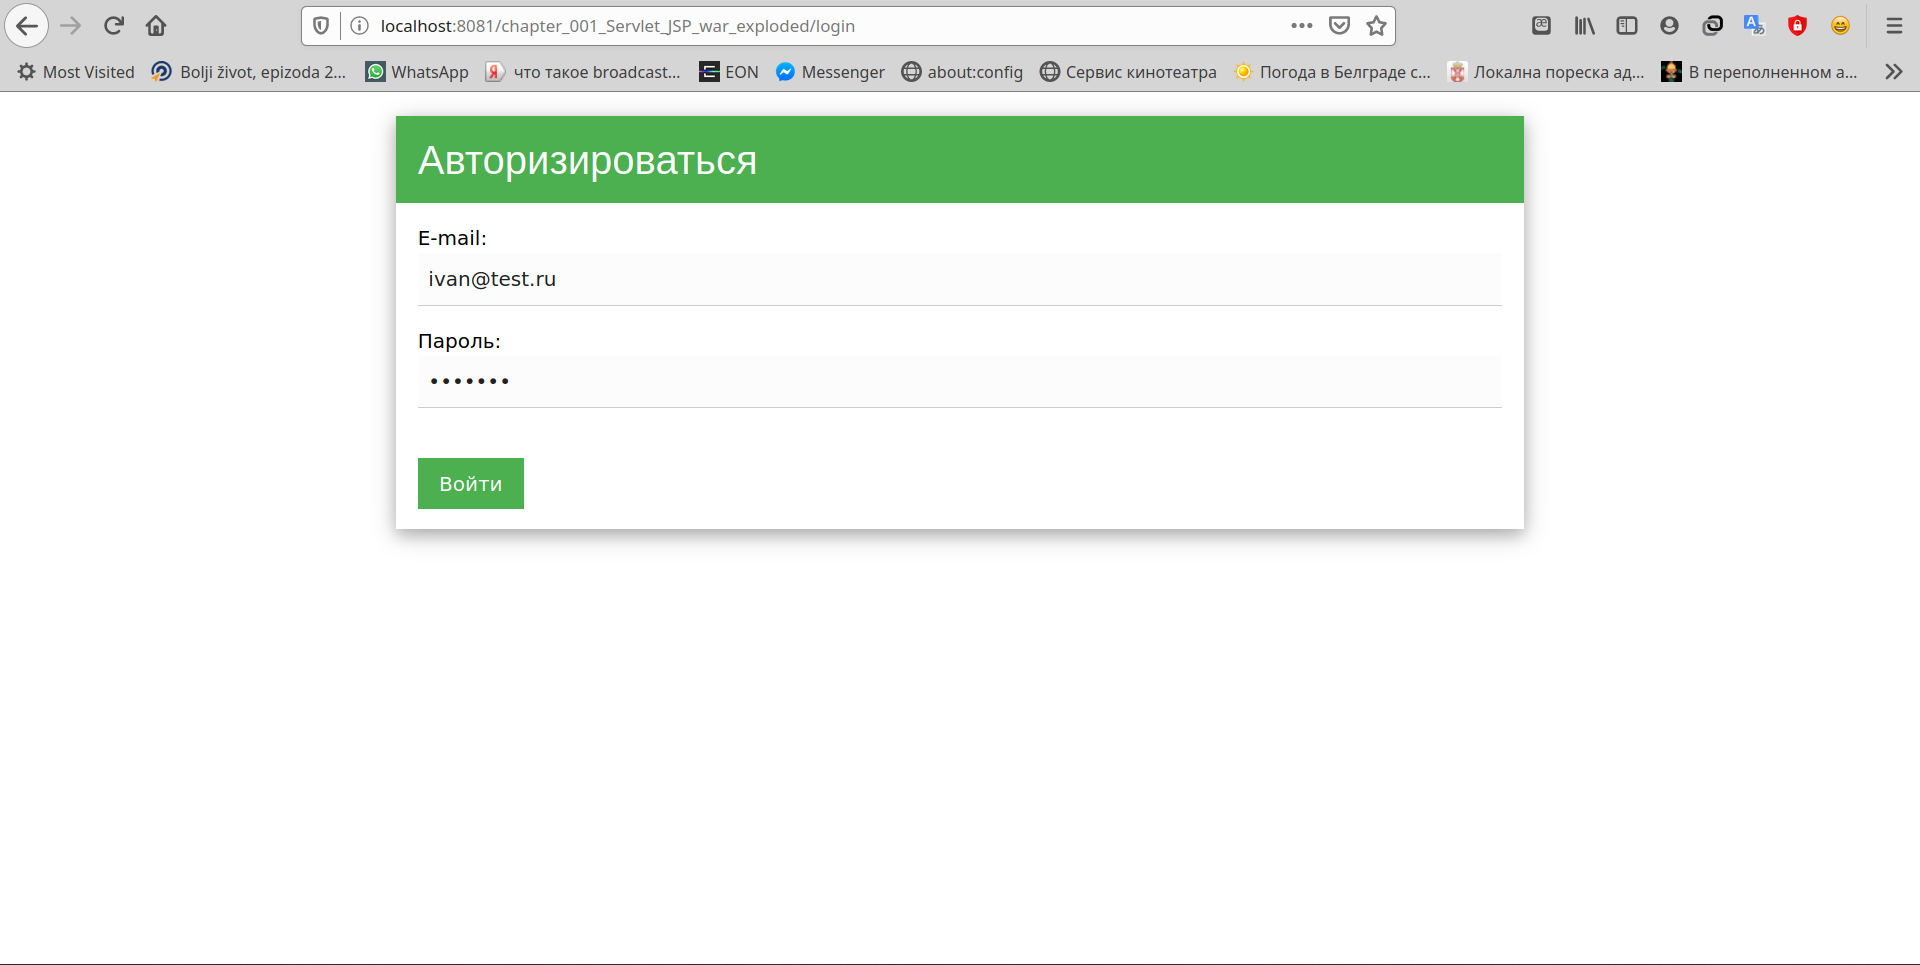 localhost:8081/chapter_001_Servlet_JSP_war_exploded/login
Most Visited Bolji život, epizoda 2... WhatsApp что такое broadcast... EON Messenger about:config Сервис кинотеатра Погода в Белграде с... Локална пореска ад... В переполненном а...
Авторизироваться
E-mail:
ivan@test.ru
Пароль:
•••••••
Войти